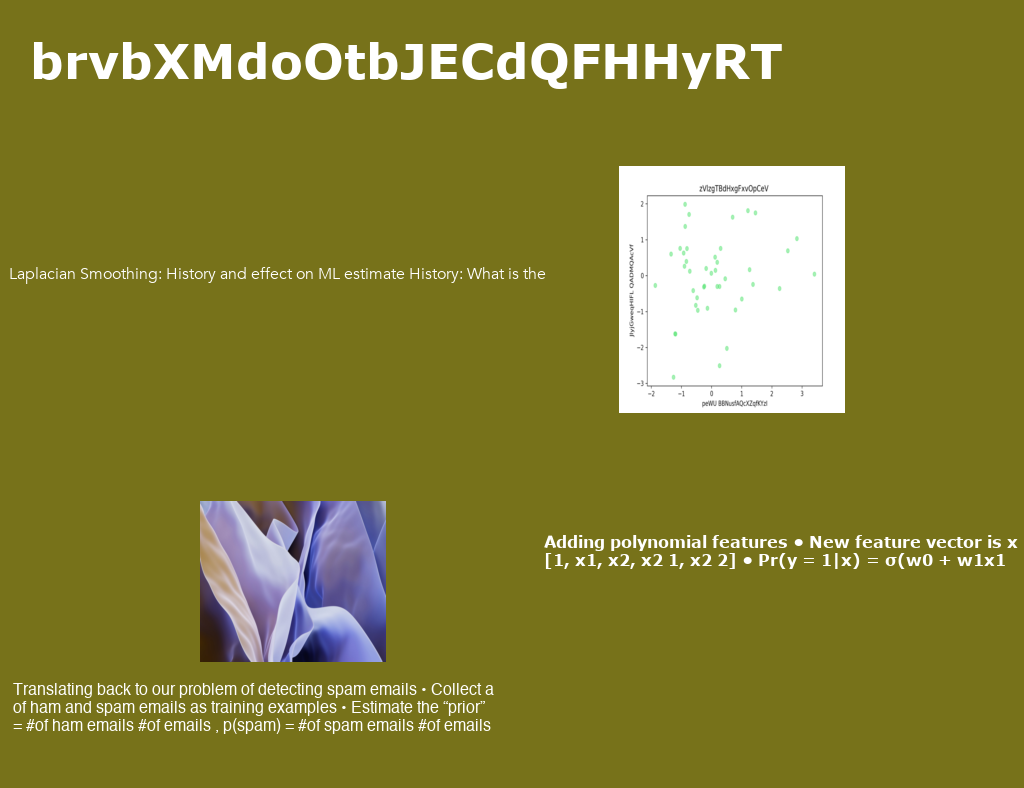 brvbXMdoOtbJECdQFHHyRT
zVlzgTBdHxgFxvOpCeV
2
1
0
−1
−2
−3
−2 −1 0 1 2 3
Laplacian Smoothing: History and effect on ML estimate History: What is the
Adding polynomial features • New feature vector is x
[1, x1, x2, x2 1, x2 2] • Pr(y = 1|x) = σ(w0 + w1x1
Translating back to our problem of detecting spam emails • Collect a
of ham and spam emails as training examples • Estimate the “prior”
= #of ham emails #of emails , p(spam) = #of spam emails #of emails